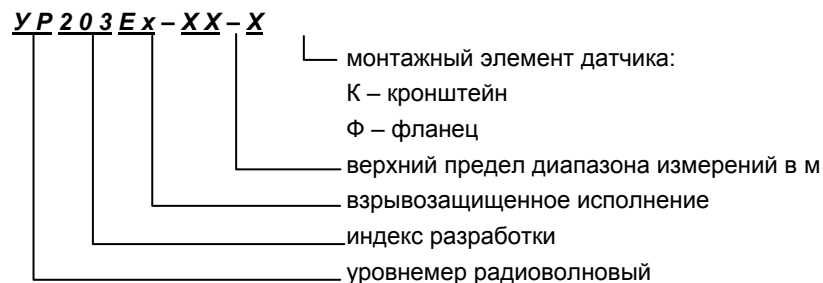 УР203Ех–ХХ–Х
монтажный элемент датчика:
К – кронштейн
Ф – фланец
верхний предел диапазона измерений в м
взрывозащищенное исполнение
индекс разработки
уровнемер радиоволновый